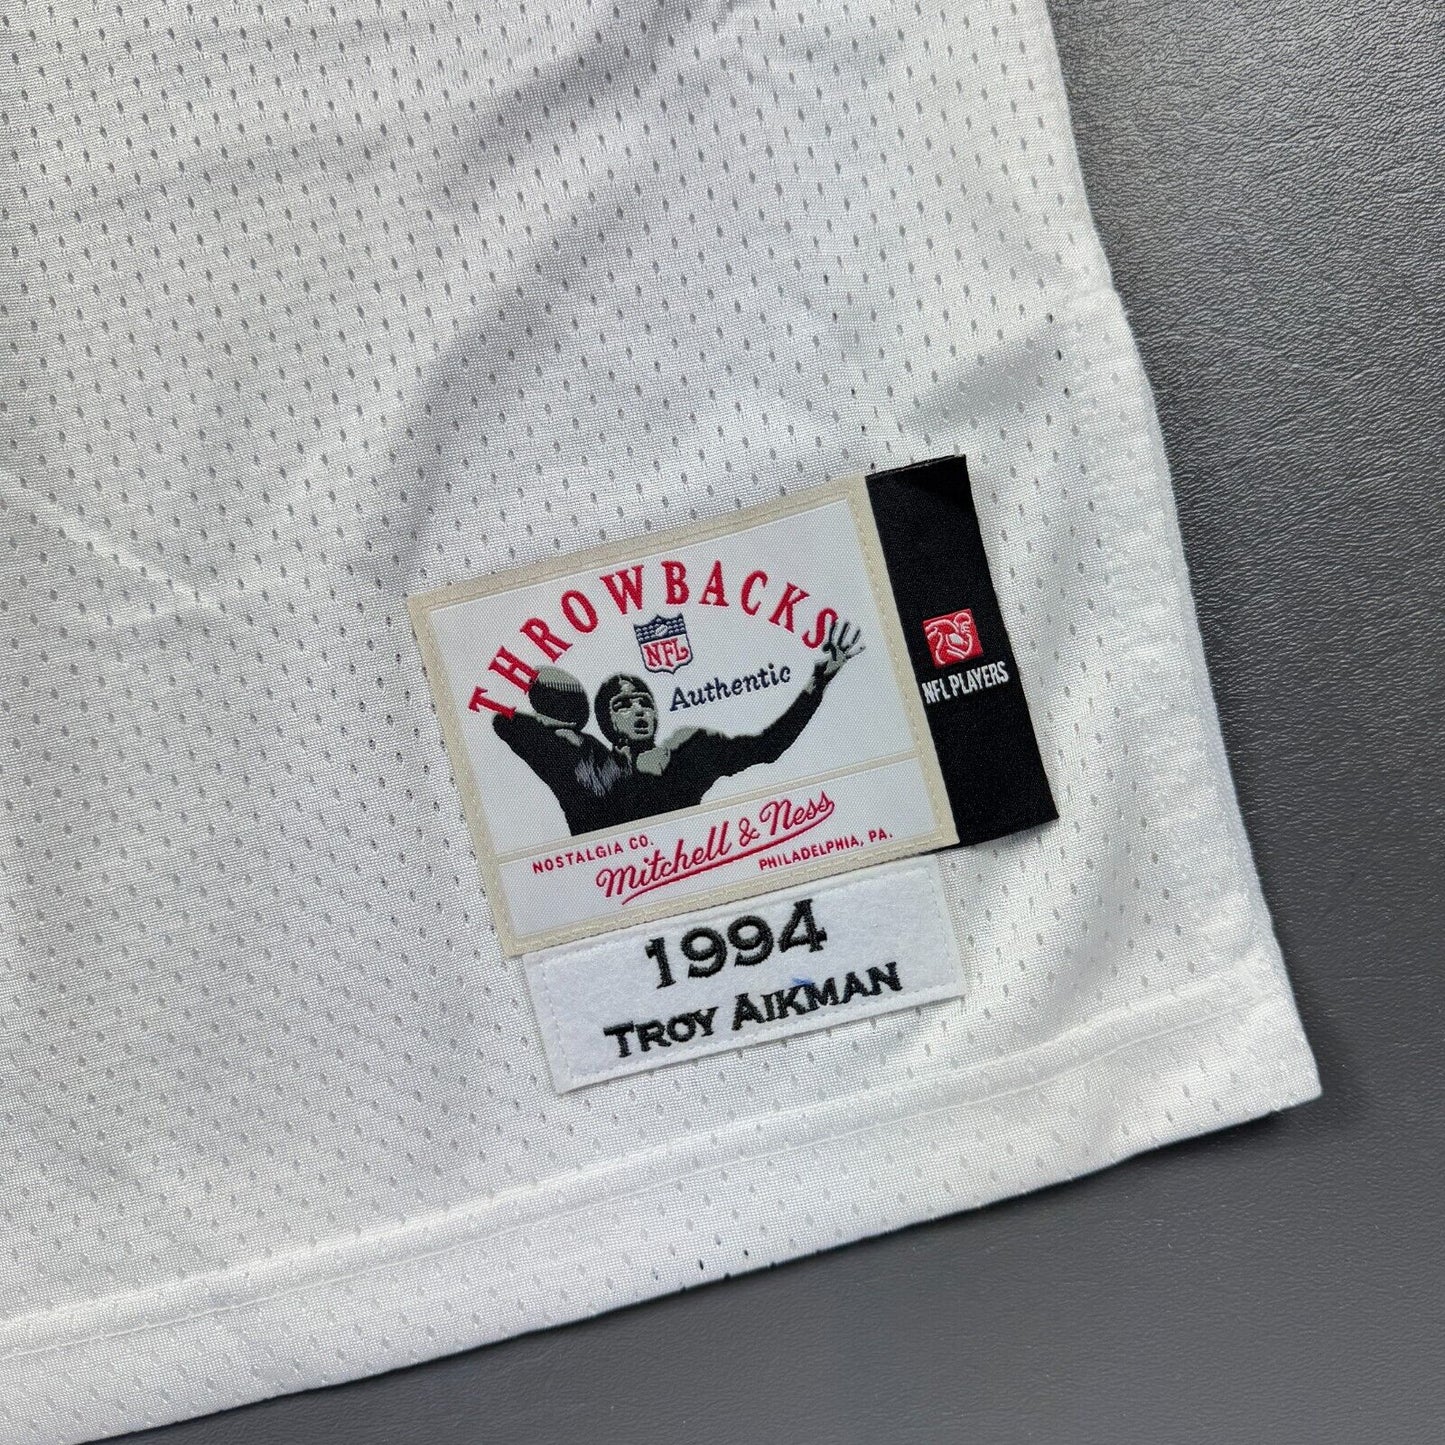 THROWBACKS
NFL
Authentic
NFL PLAYERS
NOSTALGIA CO. Mitchell & Ness PHILADELPHIA, PA.
1994
TROY AIKMAN